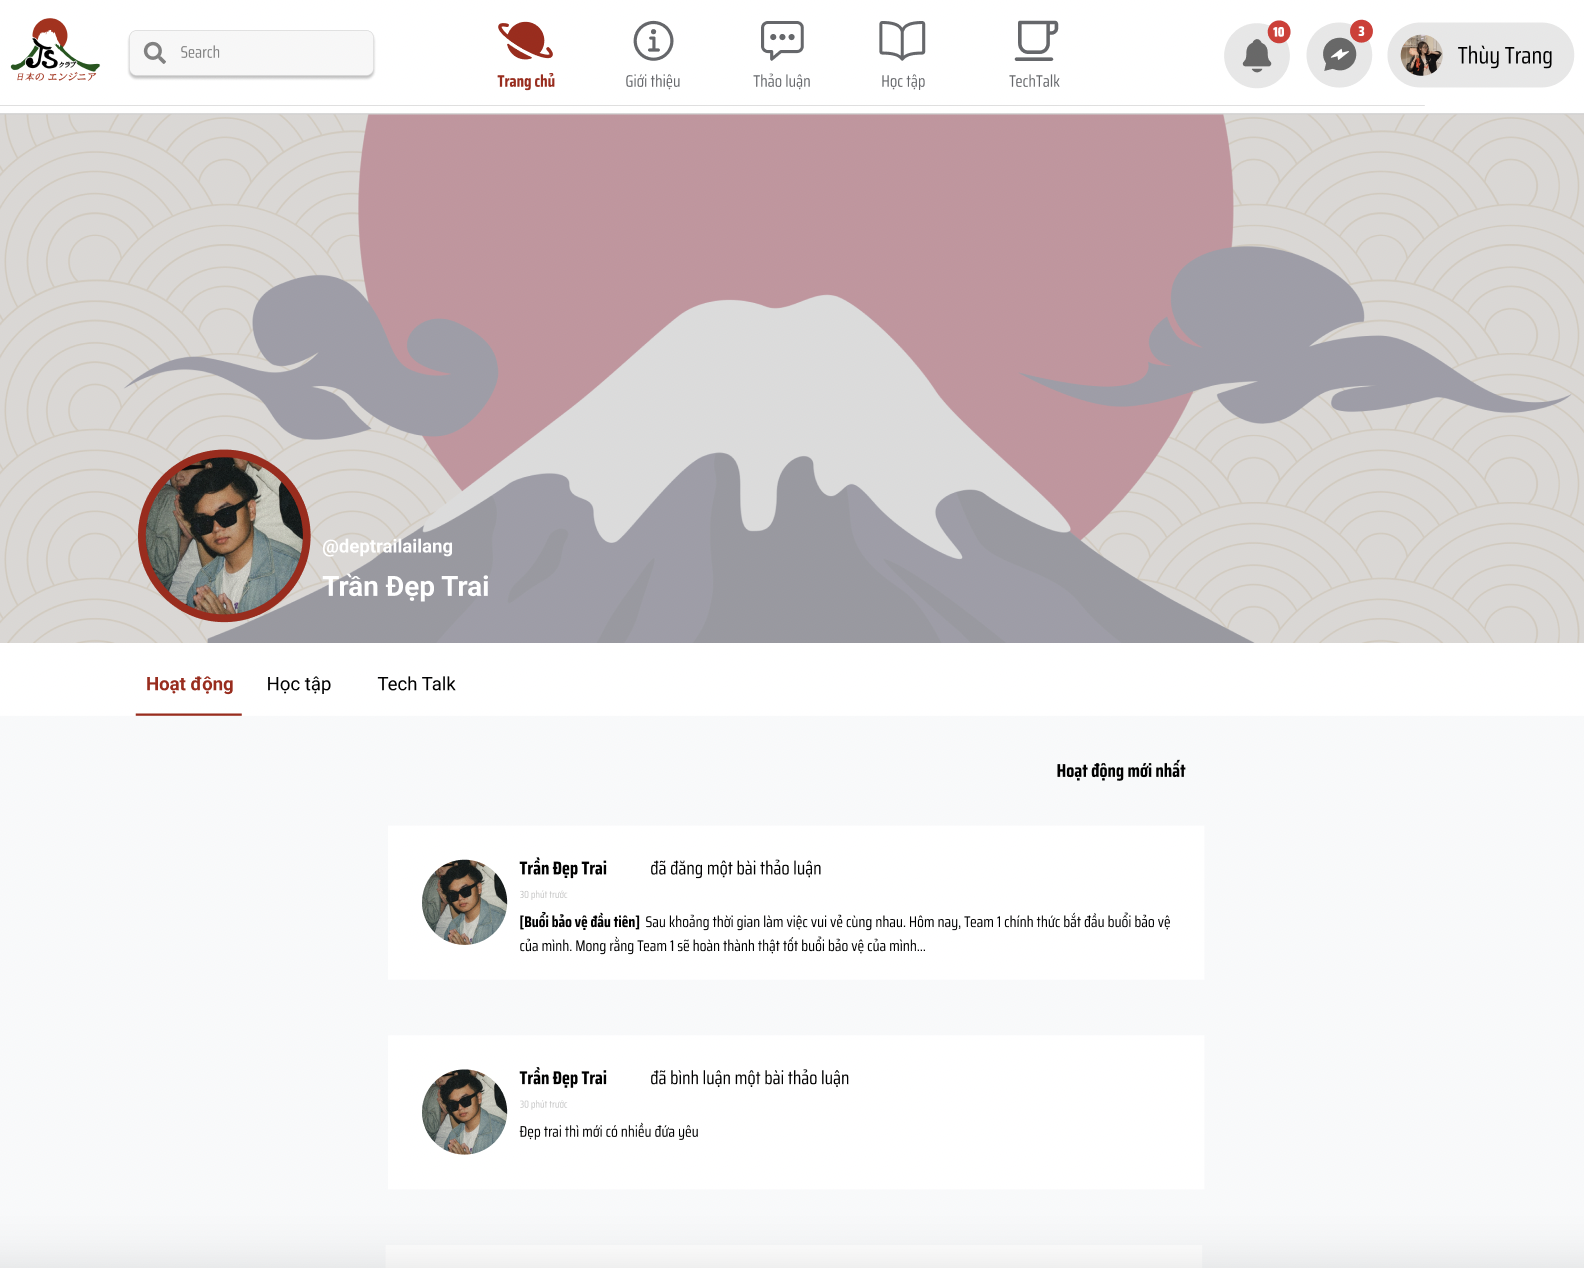 JSクラブ
日本の エンジニア
Search
Trang chủ
Giới thiệu
Thảo luận
Học tập
TechTalk
10
3
Thùy Trang
@deptrailailang
Trần Đẹp Trai
Hoạt động
Học tập
Tech Talk
Hoạt động mới nhất
Trần Đẹp Trai đã đăng một bài thảo luận
30 phút trước
[Buổi bảo vệ đầu tiên] Sau khoảng thời gian làm việc vui vẻ cùng nhau. Hôm nay, Team 1 chính thức bắt đầu buổi bảo vệ
của mình. Mong rằng Team 1 sẽ hoàn thành thật tốt buổi bảo vệ của mình...
Trần Đẹp Trai đã bình luận một bài thảo luận
30 phút trước
Đẹp trai thì mới có nhiều đứa yêu